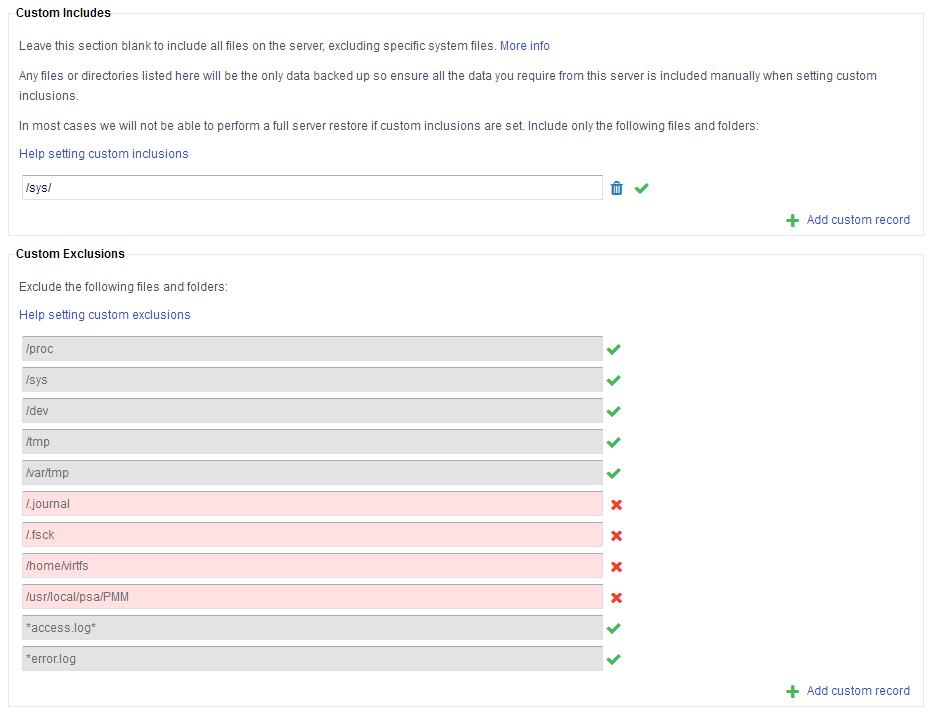 Custom Includes
Leave this section blank to include all files on the server, excluding specific system files. More info
Any files or directories listed here will be the only data backed up so ensure all the data you require from this server is included manually when setting custom
inclusions.
In most cases we will not be able to perform a full server restore if custom inclusions are set. Include only the following files and folders:
Help setting custom inclusions
/sys/
Add custom record
Custom Exclusions
Exclude the following files and folders:
Help setting custom exclusions
/proc
/sys
/dev
/tmp
/var/tmp
/.journal
/.fsck
/home/virtfs
/usr/local/psa/PMM
*access.log*
*error.log
Add custom record